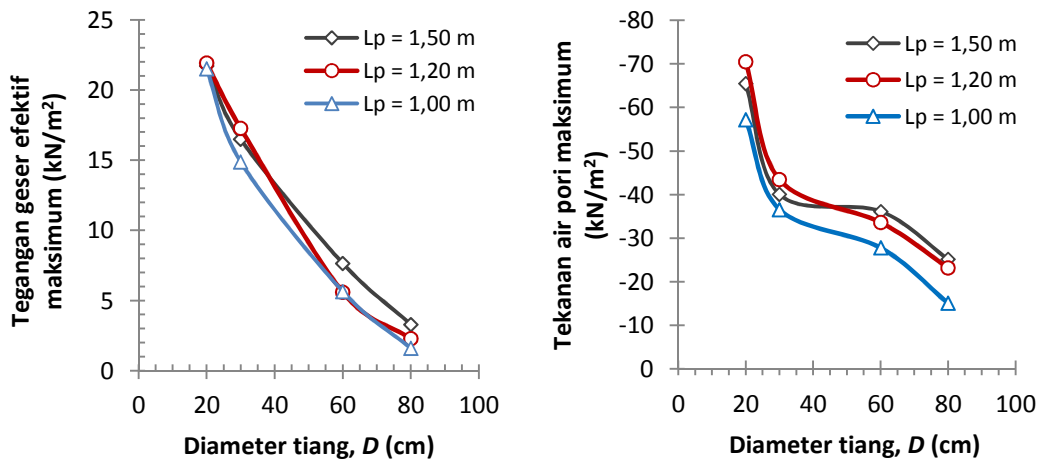 Tegangan geser efektif
maksimum (kN/m²)
25
20
15
10
5
0
0 20 40 60 80 100
Diameter tiang, D (cm)
Lp = 1,50 m
Lp = 1,20 m
Lp = 1,00 m
Tekanan air pori maksimum
(kN/m²)
-80
-70
-60
-50
-40
-30
-20
-10
0
0 20 40 60 80 100
Diameter tiang, D (cm)
Lp = 1,50 m
Lp = 1,20 m
Lp = 1,00 m